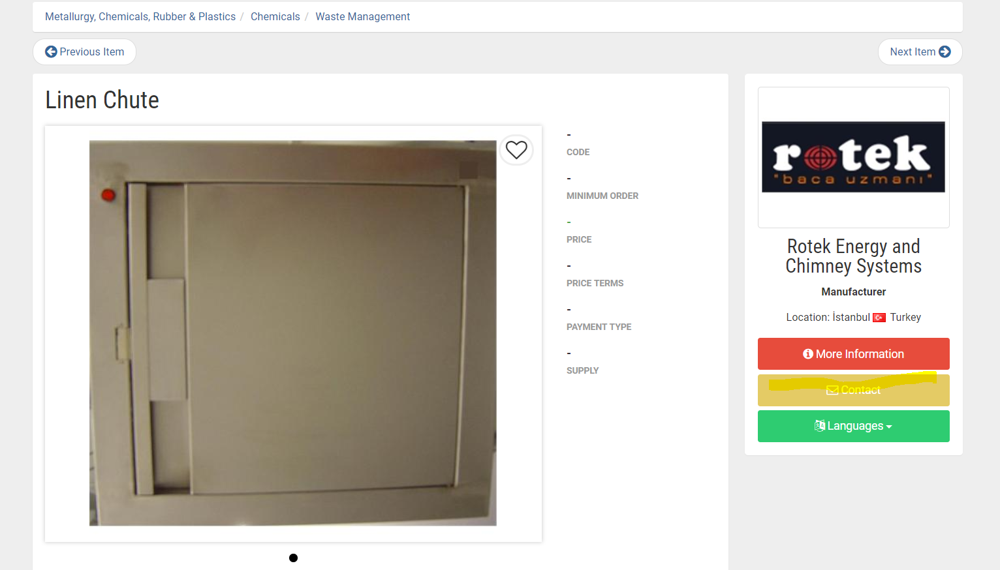 Metallurgy, Chemicals, Rubber & Plastics / Chemicals / Waste Management
Previous Item
Next Item
Linen Chute
-
CODE
-
MINIMUM ORDER
-
PRICE
-
PRICE TERMS
-
PAYMENT TYPE
-
SUPPLY
rotek
"baca uzmanı"
Rotek Energy and
Chimney Systems
Manufacturer
Location: İstanbul Turkey
More Information
Contact
Languages